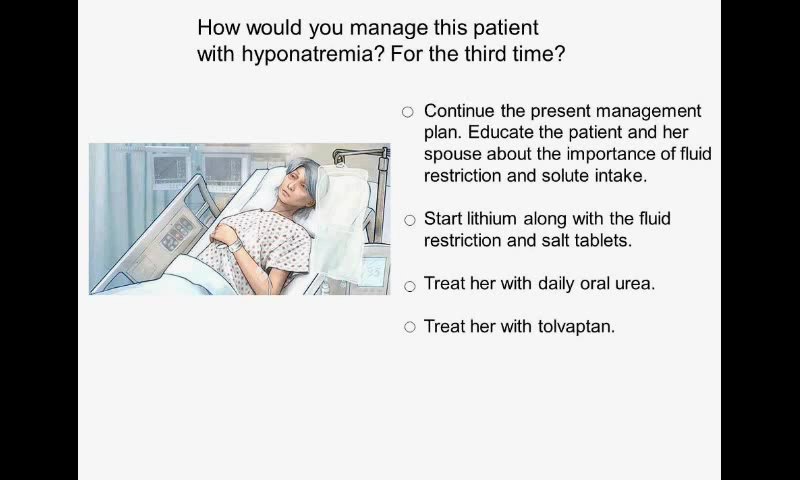 How would you manage this patient
with hyponatremia? For the third time?
Continue the present management
plan. Educate the patient and her
spouse about the importance of fluid
restriction and solute intake.
Start lithium along with the fluid
restriction and salt tablets.
Treat her with daily oral urea.
Treat her with tolvaptan.